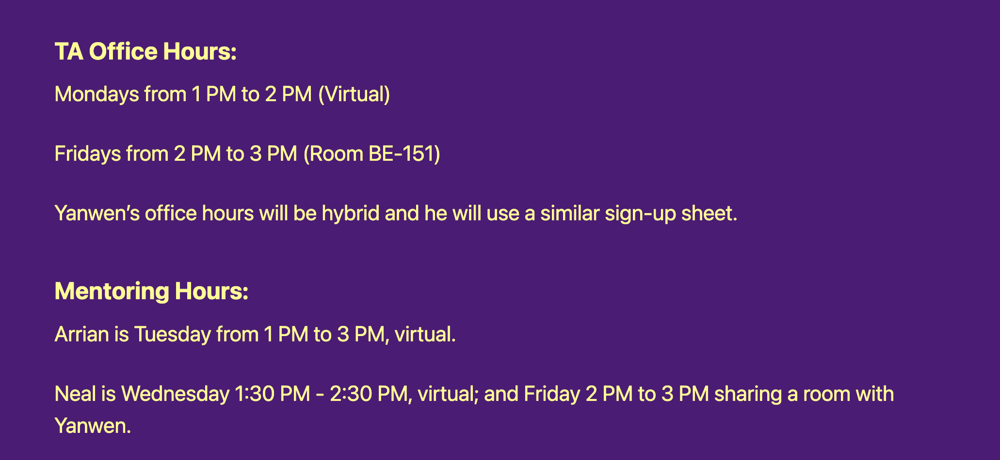 TA Office Hours:
Mondays from 1 PM to 2 PM (Virtual)
Fridays from 2 PM to 3 PM (Room BE-151)
Yanwen’s office hours will be hybrid and he will use a similar sign-up sheet.
Mentoring Hours:
Arrian is Tuesday from 1 PM to 3 PM, virtual.
Neal is Wednesday 1:30 PM - 2:30 PM, virtual; and Friday 2 PM to 3 PM sharing a room with
Yanwen.